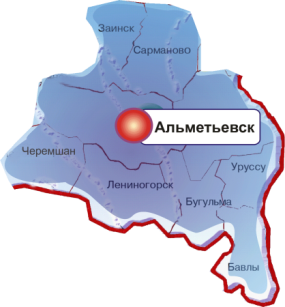 Заинск
Сарманово
Альметьевск
Черемшан
Уруссу
Лениногорск
Бугульма
Бавлы